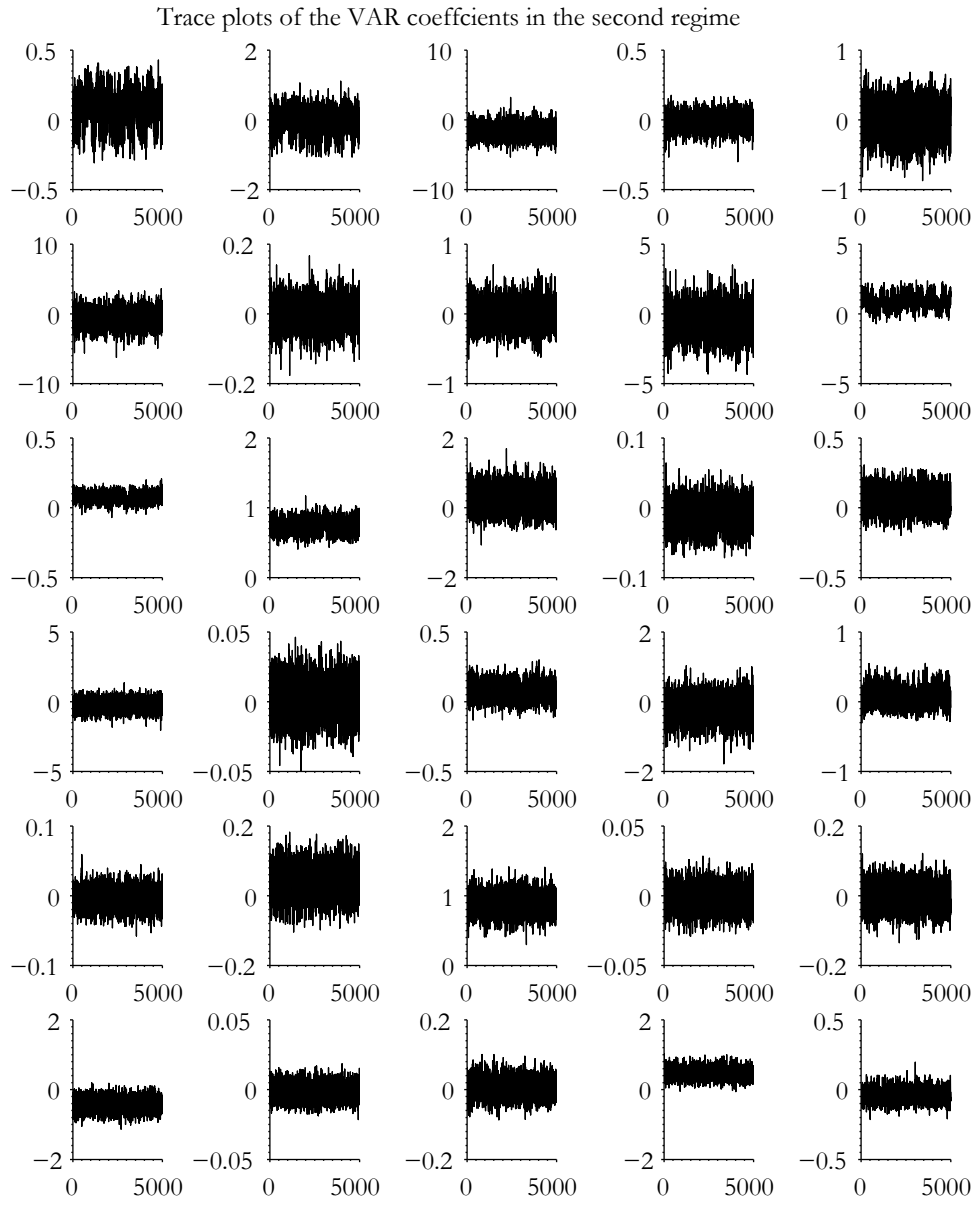 Trace plots of the VAR coeffcients in the second regime
0.5 2 10 0.5 1
0 0 0 0 0
−0.5 −2 −10 −0.5 −1
0 5000 0 5000 0 5000 0 5000 0 5000
10 0.2 1 5 5
0 0 0 0 0
−10 −0.2 −1 −5 −5
0 5000 0 5000 0 5000 0 5000 0 5000
0.5 2 2 0.1 0.5
0 1 0 0 0
−0.5 0 −2 −0.1 −0.5
0 5000 0 5000 0 5000 0 5000 0 5000
5 0.05 0.5 2 1
0 0 0 0 0
−5 −0.05 −0.5 −2 −1
0 5000 0 5000 0 5000 0 5000 0 5000
0.1 0.2 2 0.05 0.2
0 0 1 0 0
−0.1 −0.2 0 −0.05 −0.2
0 5000 0 5000 0 5000 0 5000 0 5000
2 0.05 0.2 2 0.5
0 0 0 0 0
−2 −0.05 −0.2 −2 −0.5
0 5000 0 5000 0 5000 0 5000 0 5000